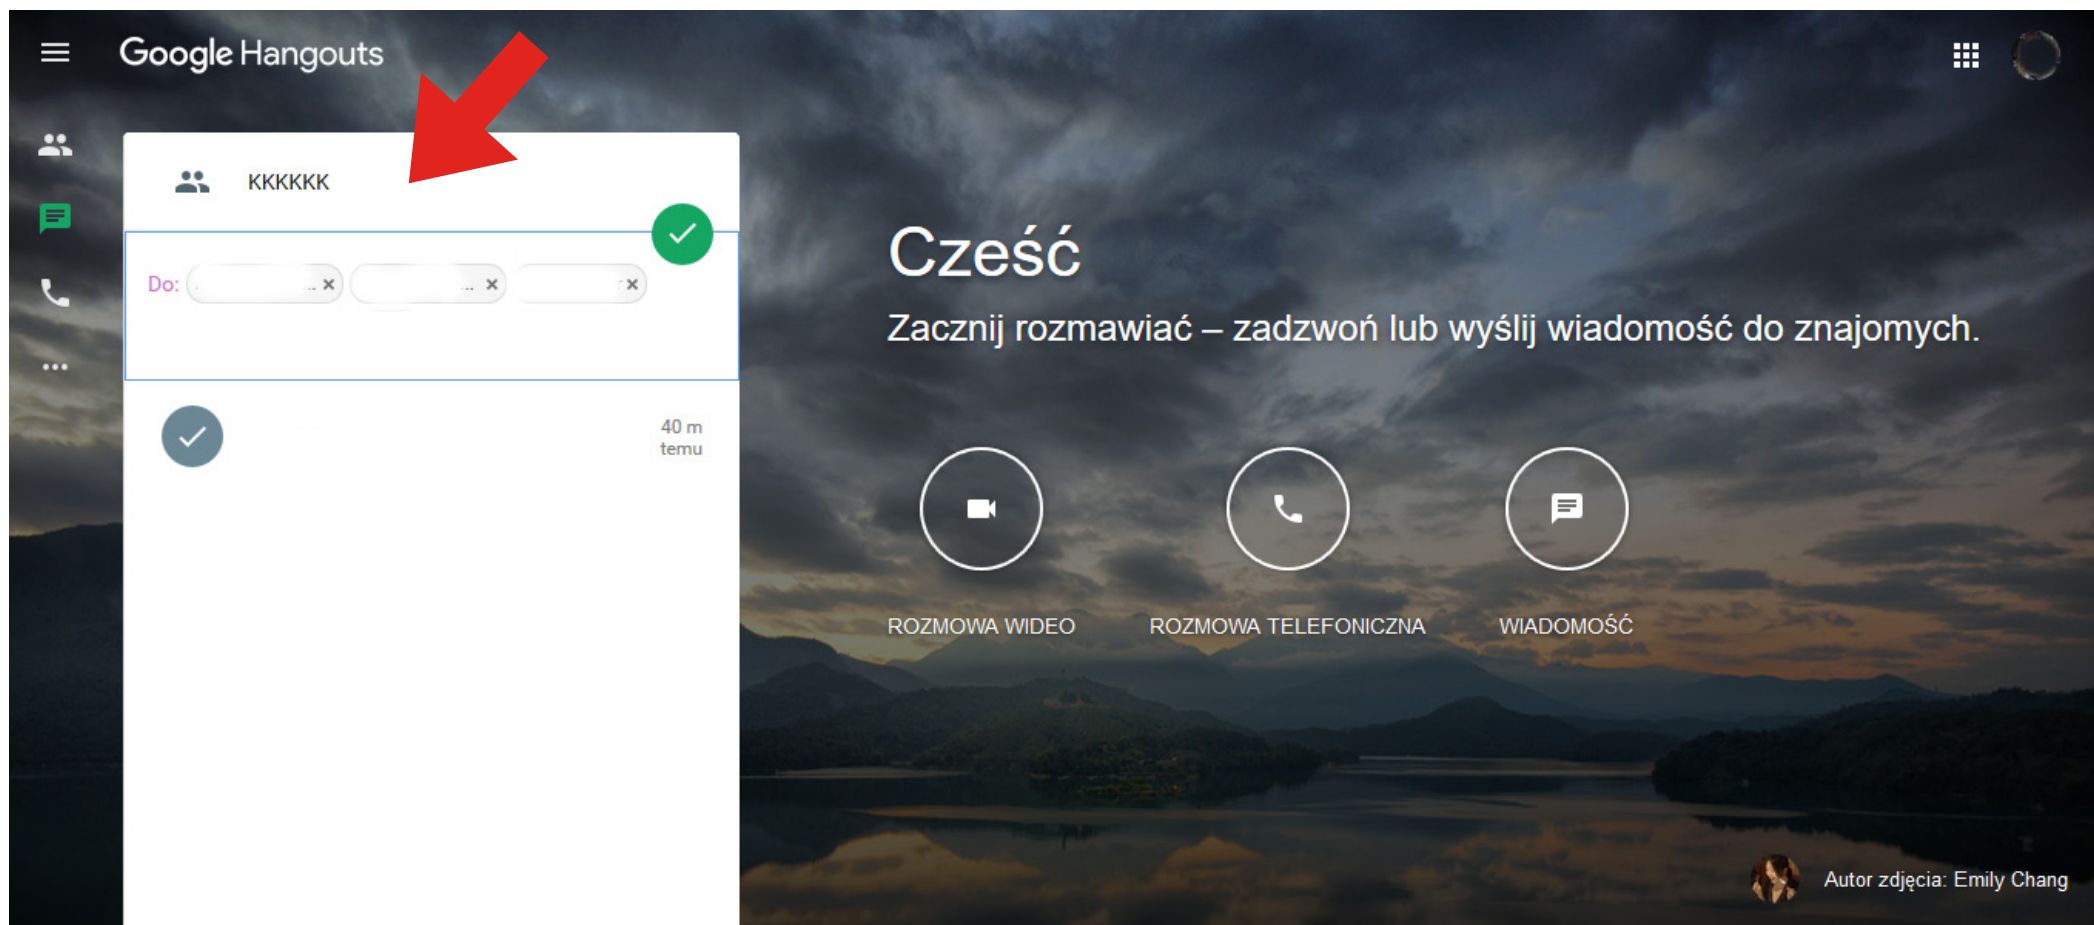 Google Hangouts
KKKKKK
Do:
40 m
temu
Cześć
Zacznij rozmawiać – zadzwoń lub wyślij wiadomość do znajomych.
ROZMOWA WIDEO
ROZMOWA TELEFONICZNA
WIADOMOŚĆ
Autor zdjęcia: Emily Chang